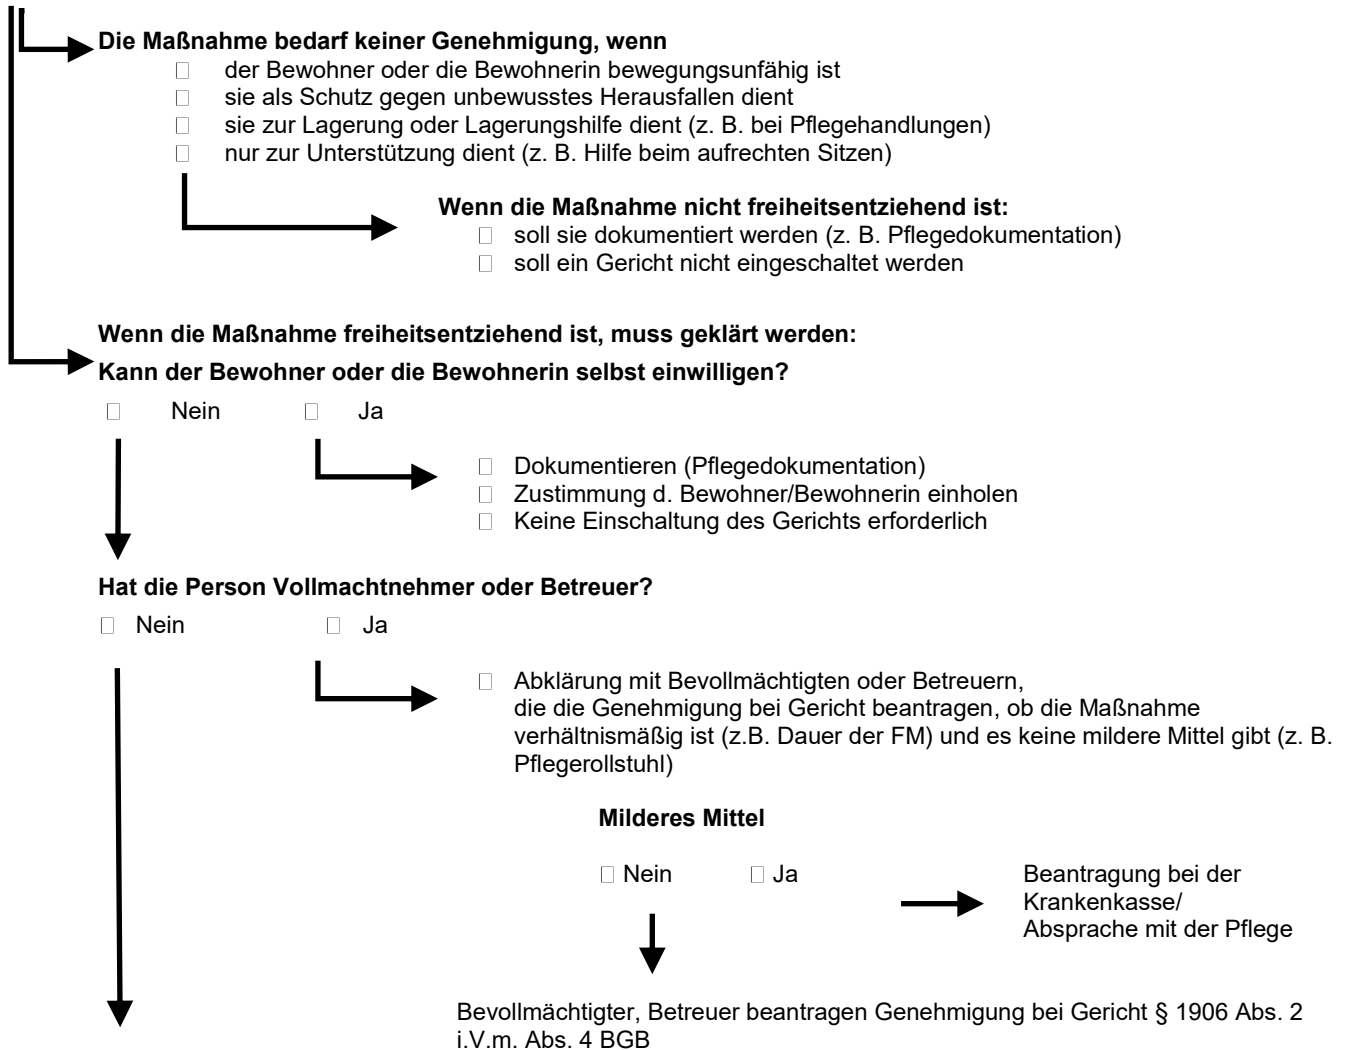 Die Maßnahme bedarf keiner Genehmigung, wenn
☐ der Bewohner oder die Bewohnerin bewegungsunfähig ist
☐ sie als Schutz gegen unbewusstes Herausfallen dient
☐ sie zur Lagerung oder Lagerungshilfe dient (z. B. bei Pflegehandlungen)
☐ nur zur Unterstützung dient (z. B. Hilfe beim aufrechten Sitzen)
Wenn die Maßnahme nicht freiheitsentziehend ist:
☐ soll sie dokumentiert werden (z. B. Pflegedokumentation)
☐ soll ein Gericht nicht eingeschaltet werden
Wenn die Maßnahme freiheitsentziehend ist, muss geklärt werden:
Kann der Bewohner oder die Bewohnerin selbst einwilligen?
☐ Nein ☐ Ja
☐ Dokumentieren (Pflegedokumentation)
☐ Zustimmung d. Bewohner/Bewohnerin einholen
☐ Keine Einschaltung des Gerichts erforderlich
Hat die Person Vollmachtnehmer oder Betreuer?
☐ Nein ☐ Ja
☐ Abklärung mit Bevollmächtigten oder Betreuern,
die die Genehmigung bei Gericht beantragen, ob die Maßnahme
verhältnismäßig ist (z.B. Dauer der FM) und es keine mildere Mittel gibt (z. B.
Pflegerollstuhl)
Milderes Mittel
☐ Nein ☐ Ja
Beantragung bei der
Krankenkasse/
Absprache mit der Pflege
Bevollmächtigter, Betreuer beantragen Genehmigung bei Gericht § 1906 Abs. 2
i.V.m. Abs. 4 BGB